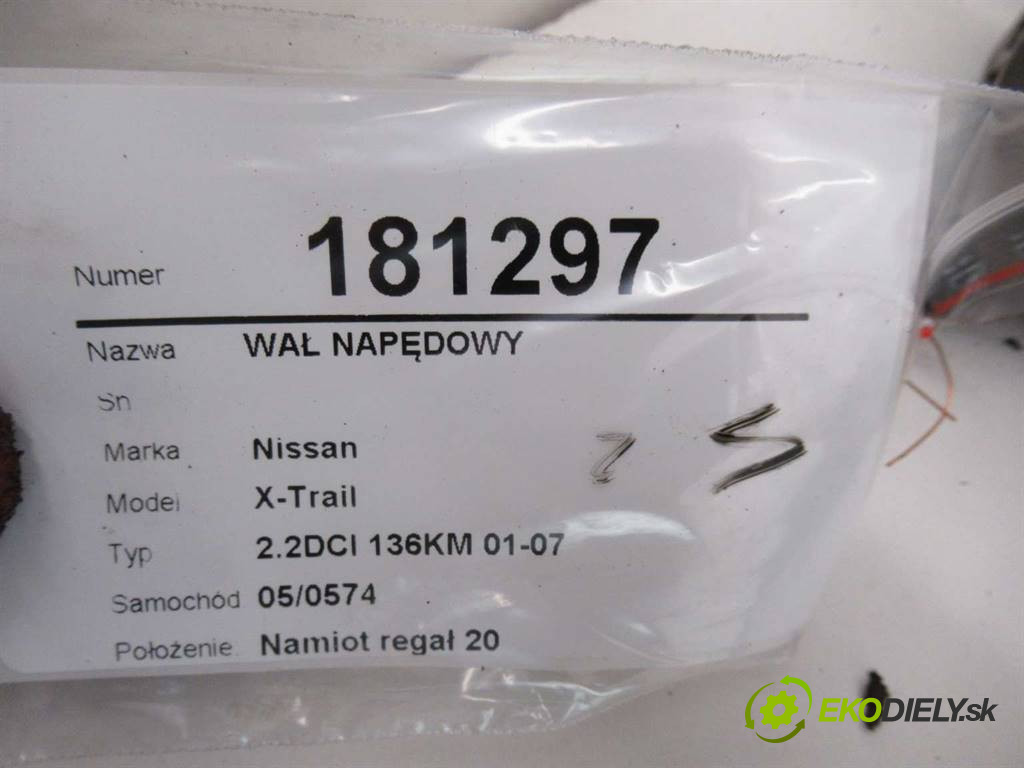 Numer 181297
Nazwa WAŁ NAPĘDOWY
Sn
Marka Nissan
Model X-Trail
Typ 2.2DCI 136KM 01-07
Samochód 05/0574
Położenie: Namiot regał 20
EKODIELY.sk